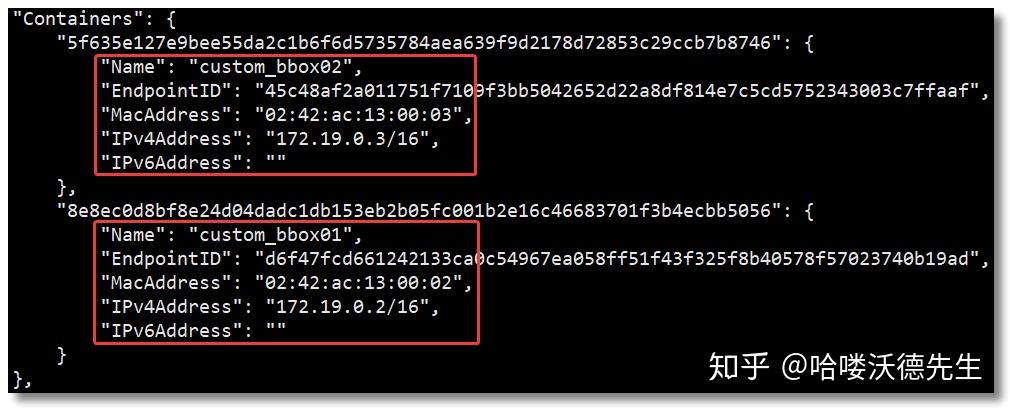 "Containers": {
"5f635e127e9bee55da2c1b6f6d5735784aea639f9d2178d72853c29ccb7b8746": {
"Name": "custom_bbox02",
"EndpointID": "45c48af2a011751f7109f3bb5042652d22a8df814e7c5cd5752343003c7ffaaf",
"MacAddress": "02:42:ac:13:00:03",
"IPv4Address": "172.19.0.3/16",
"IPv6Address": ""
},
"8e8ec0d8bf8e24d04dadc1db153eb2b05fc001b2e16c46683701f3b4ecbb5056": {
"Name": "custom_bbox01",
"EndpointID": "d6f47fcd661242133ca0c54967ea058ff51f43f325f8b40578f57023740b19ad",
"MacAddress": "02:42:ac:13:00:02",
"IPv4Address": "172.19.0.2/16",
"IPv6Address": ""
}
},
知乎 @哈喽沃德先生